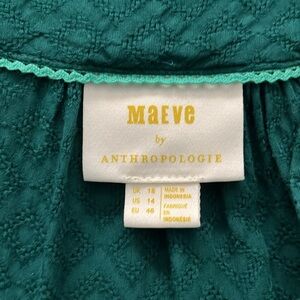 MAEVE
by
ANTHROPOLOGIE
UK 18
US 14
EU 46
MADE IN
INDONESIA
FABRIQUÉ
EN
INDONÉSIE